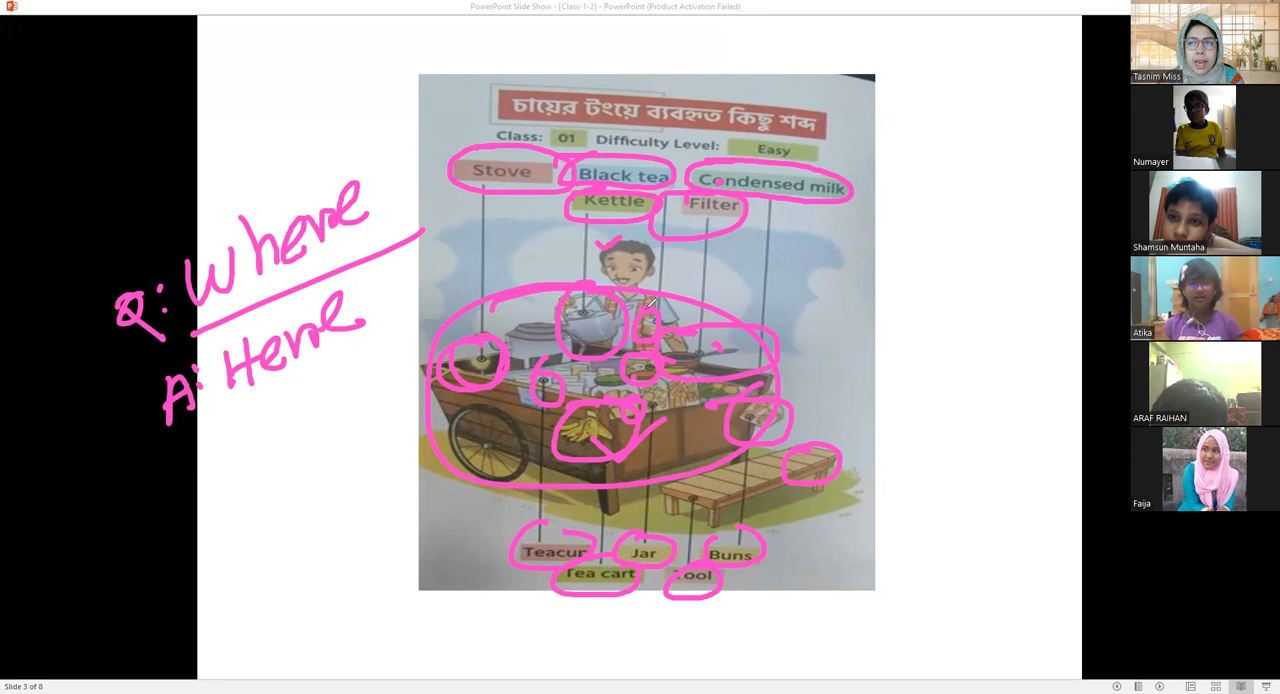 PowerPoint Slide Show - [Class-1-2] - PowerPoint (Product Activation Failed)
চায়ের টংয়ে ব্যবহৃত কিছু শব্দ
Class: 01 Difficulty Level: Easy
Stove Black tea Condensed milk
Kettle Filter
Q: Where
A: Here
Teacup Jar Buns
Tea cart Tool
Tasnim Miss
Numayer
Shamsun Muntaha
Atika
ARAF RAIHAN
Faija
Slide 3 of 8